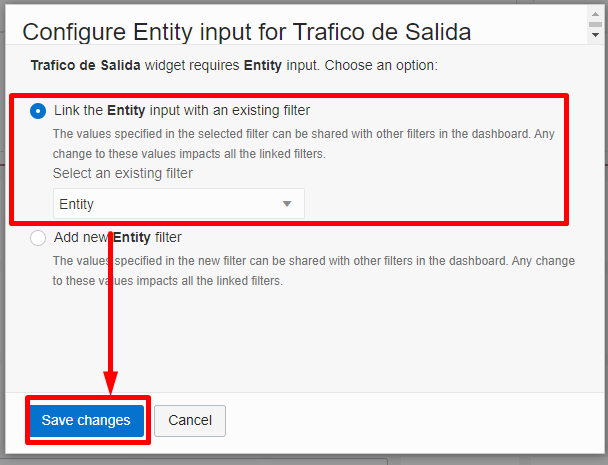 Configure Entity input for Trafico de Salida
Trafico de Salida widget requires Entity input. Choose an option:
Link the Entity input with an existing filter
The values specified in the selected filter can be shared with other filters in the dashboard. Any
change to these values impacts all the linked filters.
Select an existing filter
Entity
Add new Entity filter
The values specified in the new filter can be shared with other filters in the dashboard. Any change
to these values impacts all the linked filters.
Save changes
Cancel